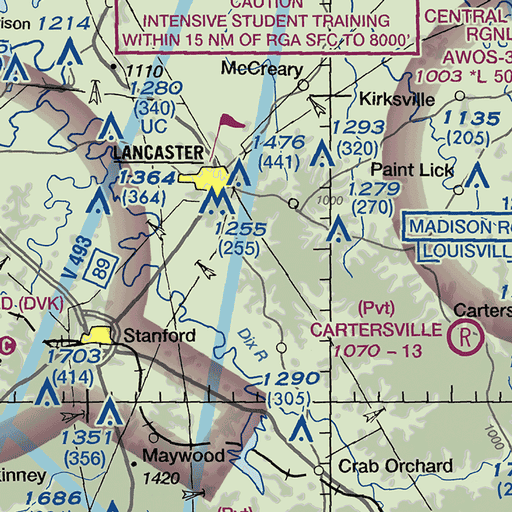 CAUTION
INTENSIVE STUDENT TRAINING
WITHIN 15 NM OF RGA SFC TO 8000'
CENTRAL
RGNL
AWOS-3
1003 *L 50
1214
1110
McCreary
Kirksville
1280
(340)
UC
1135
(205)
1476
(441)
1293
(320)
LANCASTER
1364
(364)
Paint Lick
1279
(270)
1000
1255
(255)
MADISON
LOUISVILL
V 493
89
D (DVK)
(Pvt)
CARTERSVILLE
1070 - 13
R
Carters
C
Stanford
Dix R
1703
(414)
1290
(305)
1351
(356)
Maywood
1420
Crab Orchard
1000
kinney
1686
(Pvt)